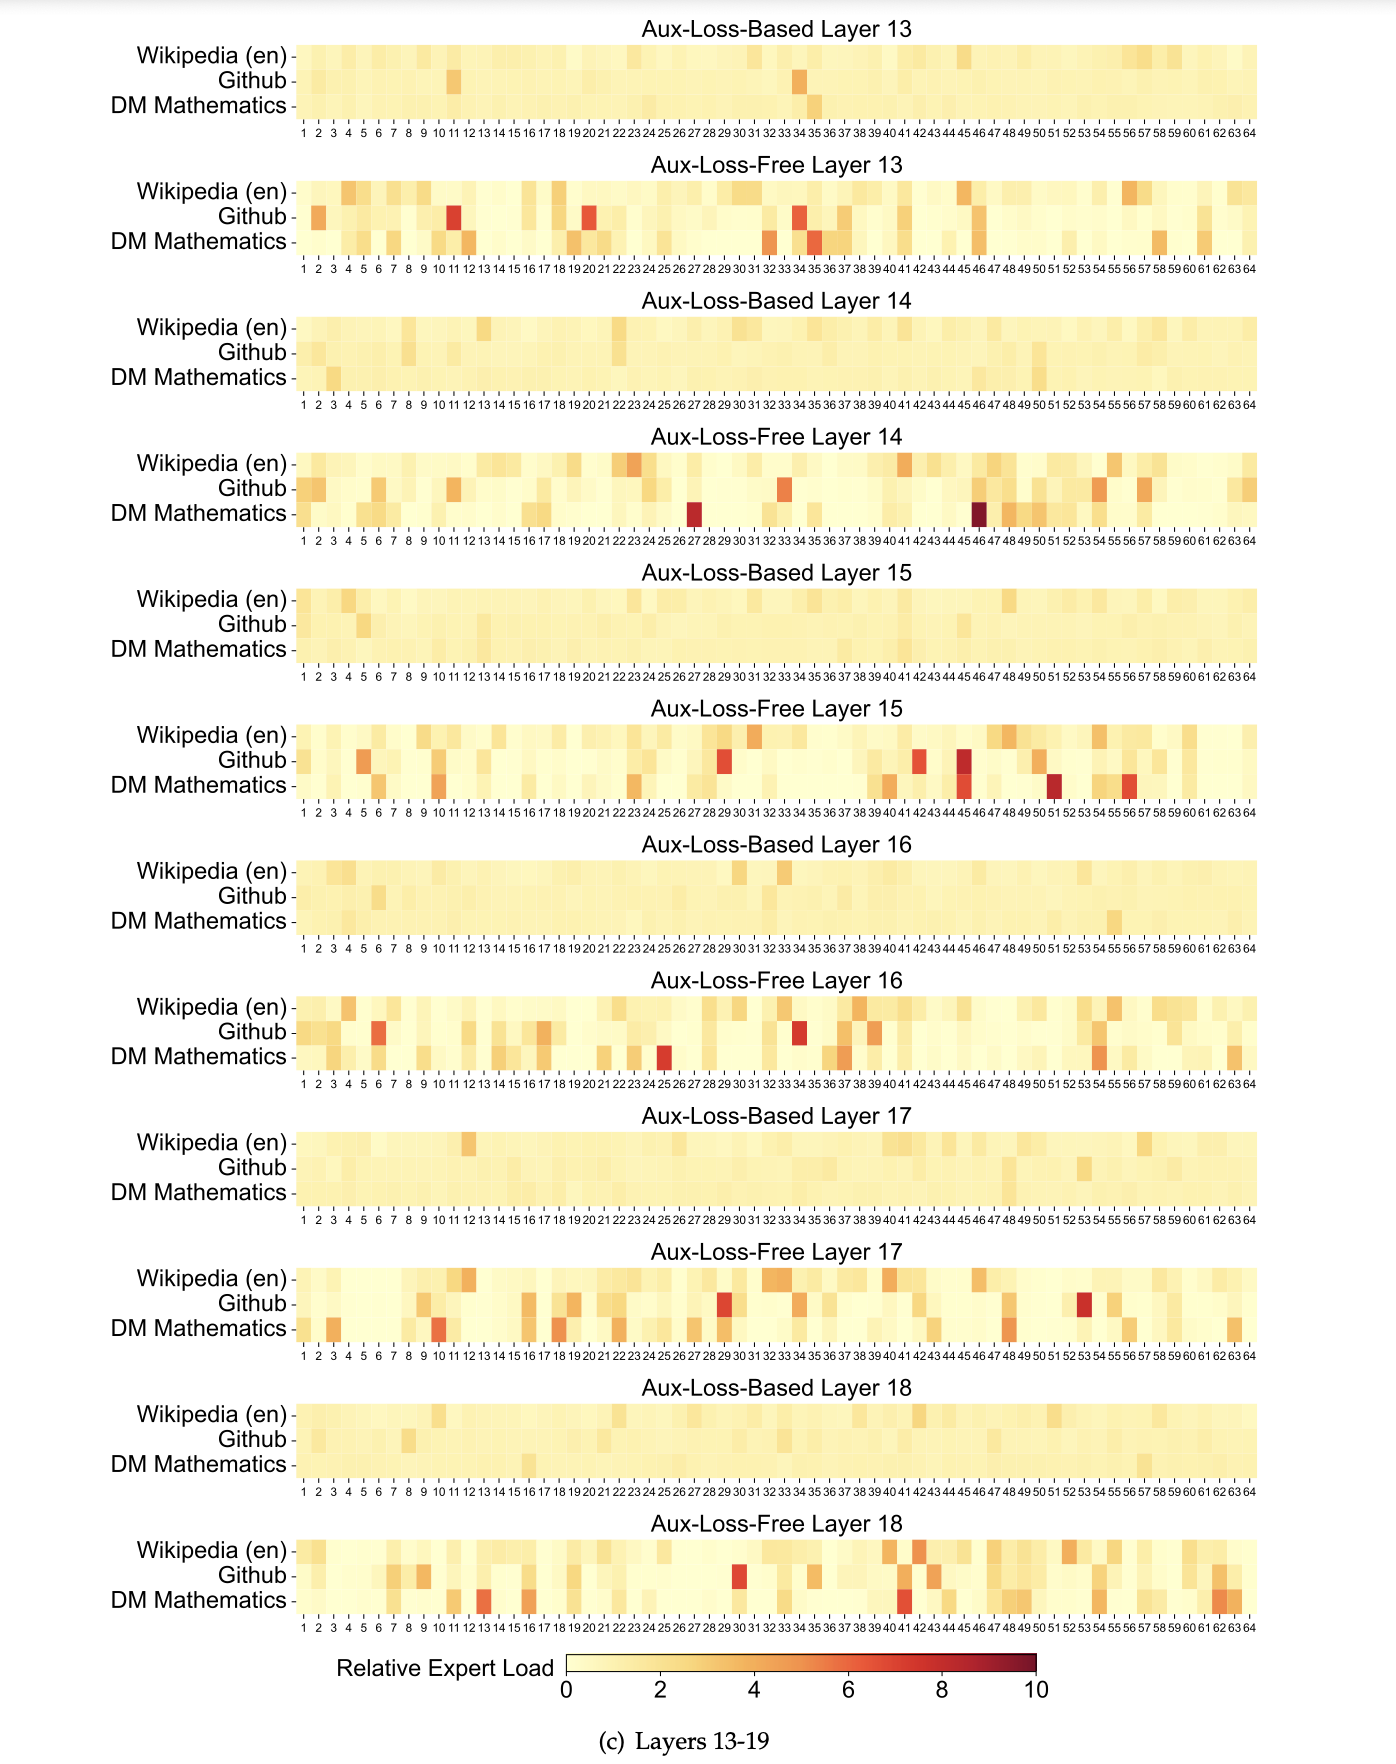 Aux-Loss-Based Layer 13
Wikipedia (en)
Github
DM Mathematics
1 2 3 4 5 6 7 8 9 10 11 12 13 14 15 16 17 18 19 20 21 22 23 24 25 26 27 28 29 30 31 32 33 34 35 36 37 38 39 40 41 42 43 44 45 46 47 48 49 50 51 52 53 54 55 56 57 58 59 60 61 62 63 64
Aux-Loss-Free Layer 13
Wikipedia (en)
Github
DM Mathematics
1 2 3 4 5 6 7 8 9 10 11 12 13 14 15 16 17 18 19 20 21 22 23 24 25 26 27 28 29 30 31 32 33 34 35 36 37 38 39 40 41 42 43 44 45 46 47 48 49 50 51 52 53 54 55 56 57 58 59 60 61 62 63 64
Aux-Loss-Based Layer 14
Wikipedia (en)
Github
DM Mathematics
1 2 3 4 5 6 7 8 9 10 11 12 13 14 15 16 17 18 19 20 21 22 23 24 25 26 27 28 29 30 31 32 33 34 35 36 37 38 39 40 41 42 43 44 45 46 47 48 49 50 51 52 53 54 55 56 57 58 59 60 61 62 63 64
Aux-Loss-Free Layer 14
Wikipedia (en)
Github
DM Mathematics
1 2 3 4 5 6 7 8 9 10 11 12 13 14 15 16 17 18 19 20 21 22 23 24 25 26 27 28 29 30 31 32 33 34 35 36 37 38 39 40 41 42 43 44 45 46 47 48 49 50 51 52 53 54 55 56 57 58 59 60 61 62 63 64
Aux-Loss-Based Layer 15
Wikipedia (en)
Github
DM Mathematics
1 2 3 4 5 6 7 8 9 10 11 12 13 14 15 16 17 18 19 20 21 22 23 24 25 26 27 28 29 30 31 32 33 34 35 36 37 38 39 40 41 42 43 44 45 46 47 48 49 50 51 52 53 54 55 56 57 58 59 60 61 62 63 64
Aux-Loss-Free Layer 15
Wikipedia (en)
Github
DM Mathematics
1 2 3 4 5 6 7 8 9 10 11 12 13 14 15 16 17 18 19 20 21 22 23 24 25 26 27 28 29 30 31 32 33 34 35 36 37 38 39 40 41 42 43 44 45 46 47 48 49 50 51 52 53 54 55 56 57 58 59 60 61 62 63 64
Aux-Loss-Based Layer 16
Wikipedia (en)
Github
DM Mathematics
1 2 3 4 5 6 7 8 9 10 11 12 13 14 15 16 17 18 19 20 21 22 23 24 25 26 27 28 29 30 31 32 33 34 35 36 37 38 39 40 41 42 43 44 45 46 47 48 49 50 51 52 53 54 55 56 57 58 59 60 61 62 63 64
Aux-Loss-Free Layer 16
Wikipedia (en)
Github
DM Mathematics
1 2 3 4 5 6 7 8 9 10 11 12 13 14 15 16 17 18 19 20 21 22 23 24 25 26 27 28 29 30 31 32 33 34 35 36 37 38 39 40 41 42 43 44 45 46 47 48 49 50 51 52 53 54 55 56 57 58 59 60 61 62 63 64
Aux-Loss-Based Layer 17
Wikipedia (en)
Github
DM Mathematics
1 2 3 4 5 6 7 8 9 10 11 12 13 14 15 16 17 18 19 20 21 22 23 24 25 26 27 28 29 30 31 32 33 34 35 36 37 38 39 40 41 42 43 44 45 46 47 48 49 50 51 52 53 54 55 56 57 58 59 60 61 62 63 64
Aux-Loss-Free Layer 17
Wikipedia (en)
Github
DM Mathematics
1 2 3 4 5 6 7 8 9 10 11 12 13 14 15 16 17 18 19 20 21 22 23 24 25 26 27 28 29 30 31 32 33 34 35 36 37 38 39 40 41 42 43 44 45 46 47 48 49 50 51 52 53 54 55 56 57 58 59 60 61 62 63 64
Aux-Loss-Based Layer 18
Wikipedia (en)
Github
DM Mathematics
1 2 3 4 5 6 7 8 9 10 11 12 13 14 15 16 17 18 19 20 21 22 23 24 25 26 27 28 29 30 31 32 33 34 35 36 37 38 39 40 41 42 43 44 45 46 47 48 49 50 51 52 53 54 55 56 57 58 59 60 61 62 63 64
Aux-Loss-Free Layer 18
Wikipedia (en)
Github
DM Mathematics
1 2 3 4 5 6 7 8 9 10 11 12 13 14 15 16 17 18 19 20 21 22 23 24 25 26 27 28 29 30 31 32 33 34 35 36 37 38 39 40 41 42 43 44 45 46 47 48 49 50 51 52 53 54 55 56 57 58 59 60 61 62 63 64
Relative Expert Load
0 2 4 6 8 10
(c) Layers 13-19